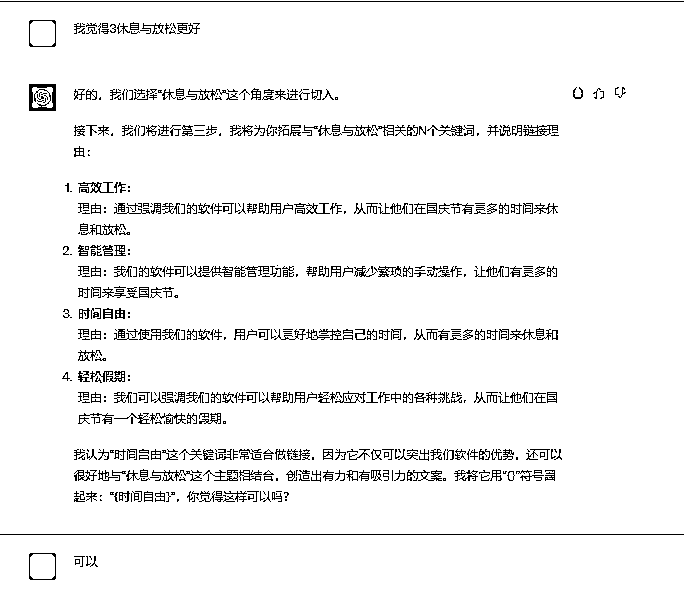 我觉得3休息与放松更好
好的，我们选择"休息与放松"这个角度来进行切入。
接下来，我们将进行第三步，我将为你拓展与"休息与放松"相关的N个关键词，并说明链接理
由：
1. 高效工作：
理由：通过强调我们的软件可以帮助用户高效工作，从而让他们在国庆节有更多的时间来休
息和放松。
2. 智能管理：
理由：我们的软件可以提供智能管理功能，帮助用户减少繁琐的手动操作，让他们有更多的
时间来享受国庆节。
3. 时间自由：
理由：通过使用我们的软件，用户可以更好地掌控自己的时间，从而有更多的时间来休息和
放松。
4. 轻松假期：
理由：我们可以强调我们的软件可以帮助用户轻松应对工作中的各种挑战，从而让他们在国
庆节有一个轻松愉快的假期。
我认为"时间自由"这个关键词非常适合做链接，因为它不仅可以突出我们软件的优势，还可以
很好地与"休息与放松"这个主题相结合，创造出有力和有吸引力的文案。我将它用"{}"符号圈
起来："{时间自由}"，你觉得这样可以吗？
可以